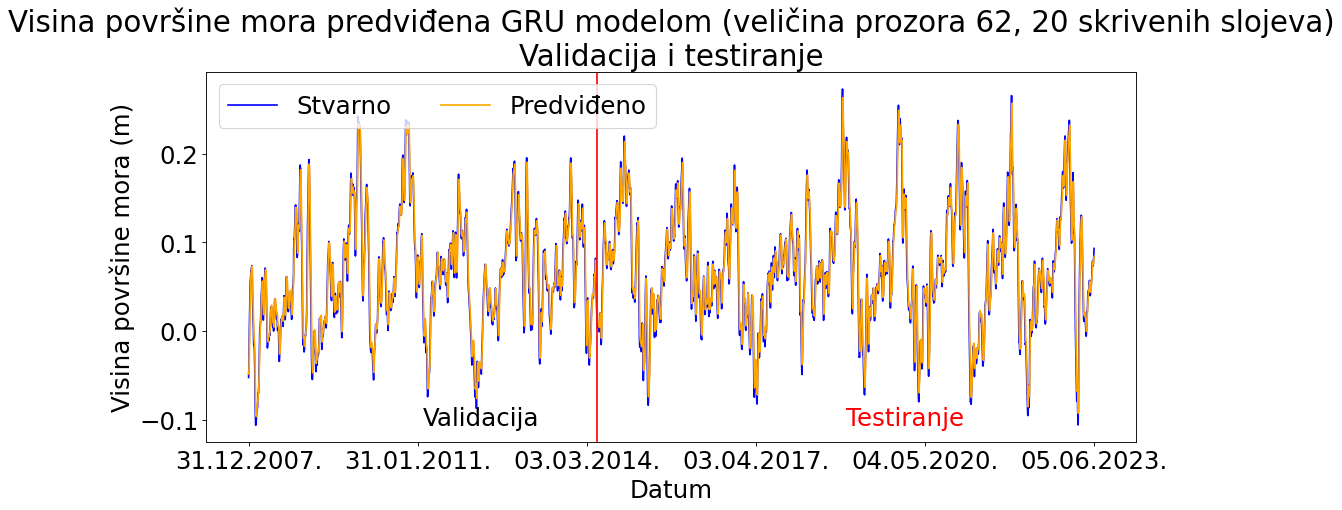 Visina površine mora predviđena GRU modelom (veličina prozora 62, 20 skrivenih slojeva)
Validacija i testiranje
Stvarno Predviđeno
Visina površine mora (m)
0.2
0.1
0.0
−0.1
Validacija Testiranje
31.12.2007. 31.01.2011. 03.03.2014. 03.04.2017. 04.05.2020. 05.06.2023.
Datum